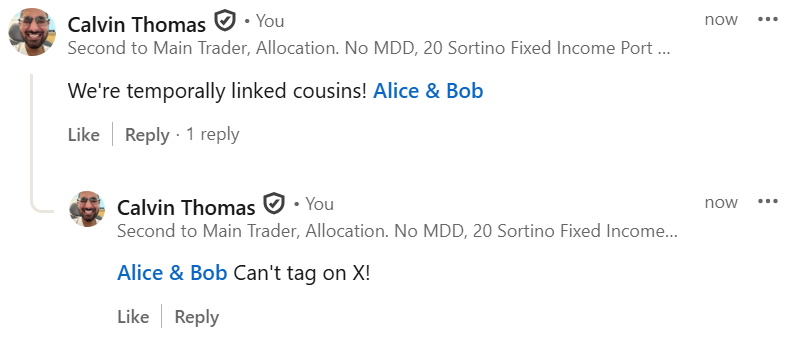 Calvin Thomas • You now •••
Second to Main Trader, Allocation. No MDD, 20 Sortino Fixed Income Port ...
We're temporally linked cousins! Alice & Bob
Like | Reply · 1 reply
Calvin Thomas • You now •••
Second to Main Trader, Allocation. No MDD, 20 Sortino Fixed Income...
Alice & Bob Can't tag on X!
Like | Reply